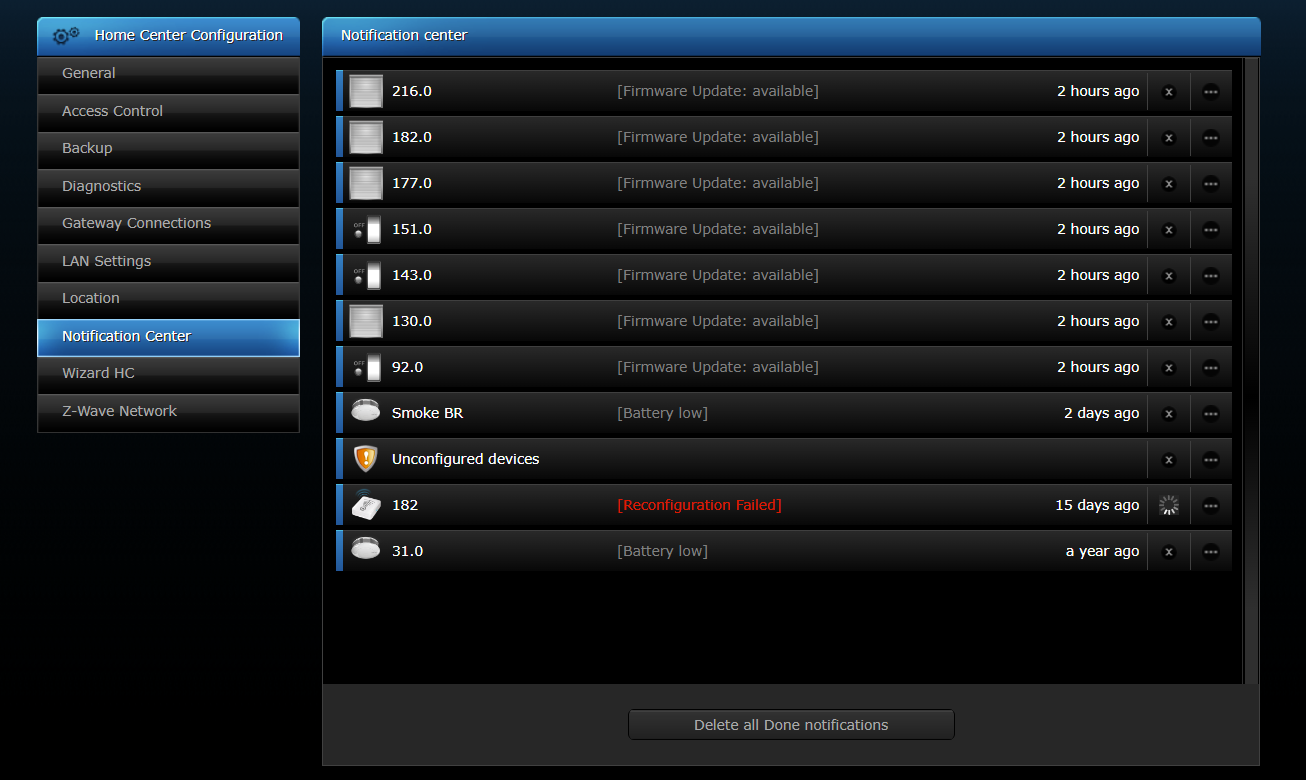 Home Center Configuration
General
Access Control
Backup
Diagnostics
Gateway Connections
LAN Settings
Location
Notification Center
Wizard HC
Z-Wave Network
Notification center
216.0 [Firmware Update: available] 2 hours ago x
182.0 [Firmware Update: available] 2 hours ago x
177.0 [Firmware Update: available] 2 hours ago x
OFF 151.0 [Firmware Update: available] 2 hours ago x
OFF 143.0 [Firmware Update: available] 2 hours ago x
130.0 [Firmware Update: available] 2 hours ago x
OFF 92.0 [Firmware Update: available] 2 hours ago x
Smoke BR [Battery low] 2 days ago x
Unconfigured devices x
182 [Reconfiguration Failed] 15 days ago
31.0 [Battery low] a year ago x
Delete all Done notifications